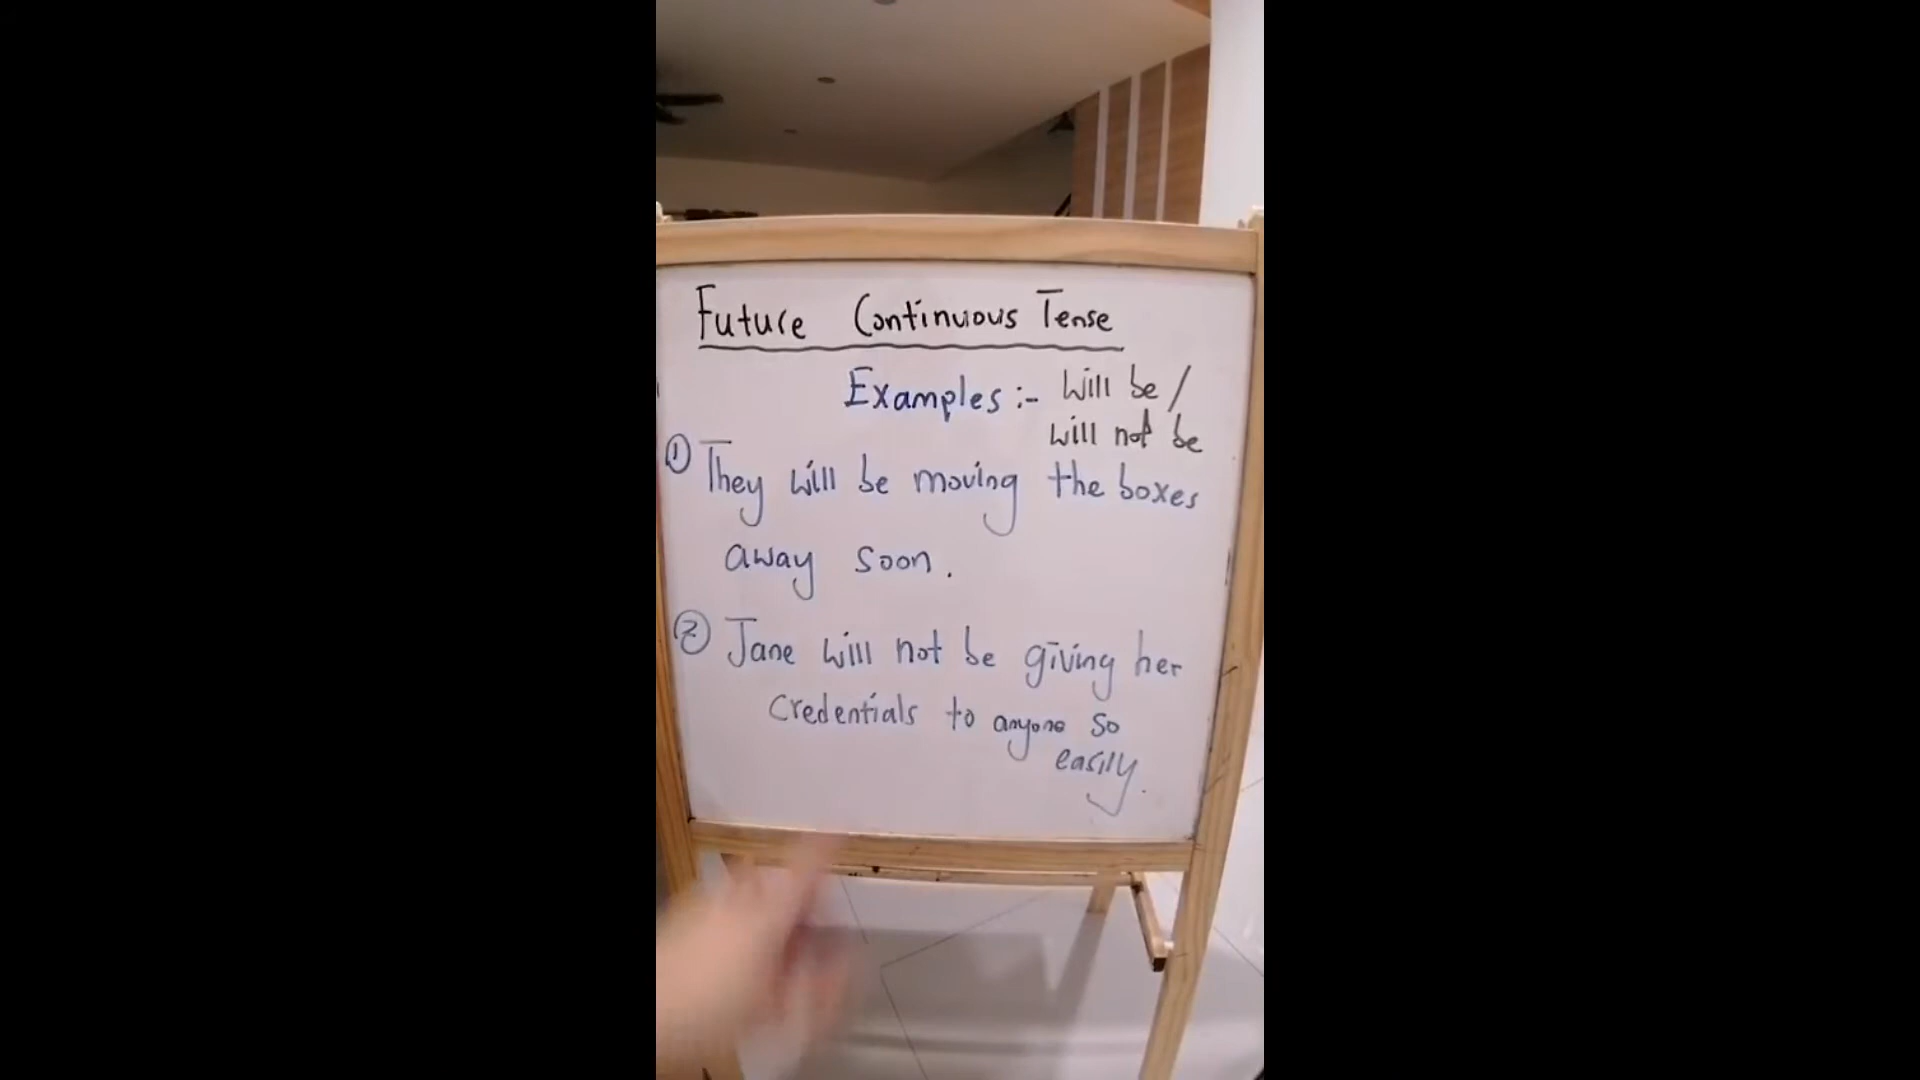 Future Continuous Tense
Examples :- will be /
will not be
① They will be moving the boxes
away soon.
② Jane will not be giving her
credentials to anyone so
easily.